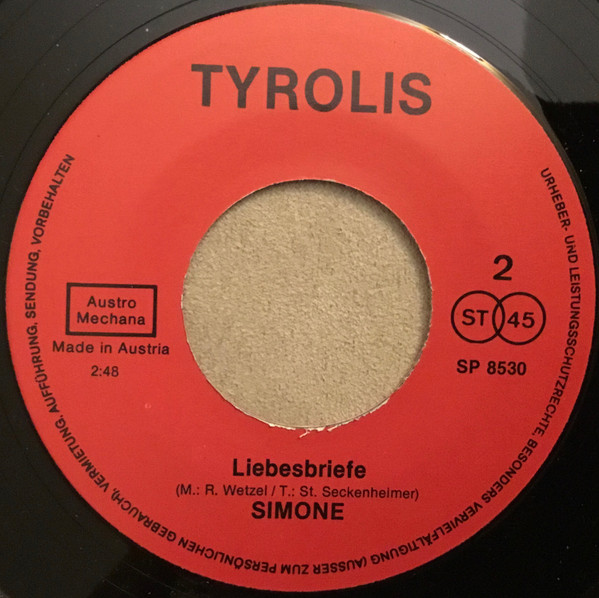 TYROLIS
URHEBER- UND LEISTUNGSSCHUTZRECHTE, BESONDERS VERVIELFÄLTIGUNG (AUSSER ZUM PERSÖNLICHEN GEBRAUCH), VERMIETUNG, AUFFÜHRUNG, SENDUNG, VORBEHALTEN
Austro
Mechana
Made in Austria
2:48
2
ST 45
SP 8530
Liebesbriefe
(M.: R. Wetzel / T.: St. Seckenheimer)
SIMONE